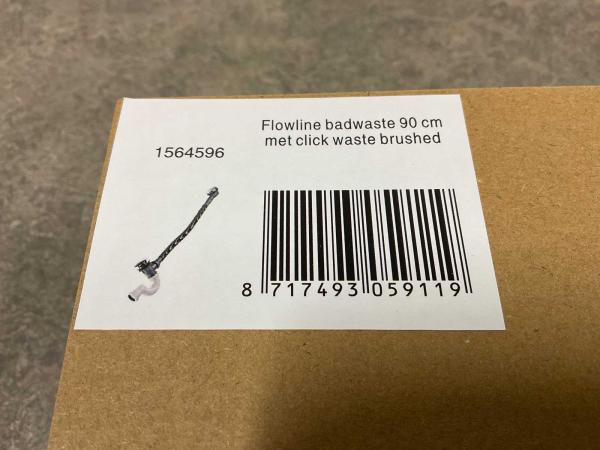 Flowline badwaste 90 cm
met click waste brushed
1564596
8 717493 059119